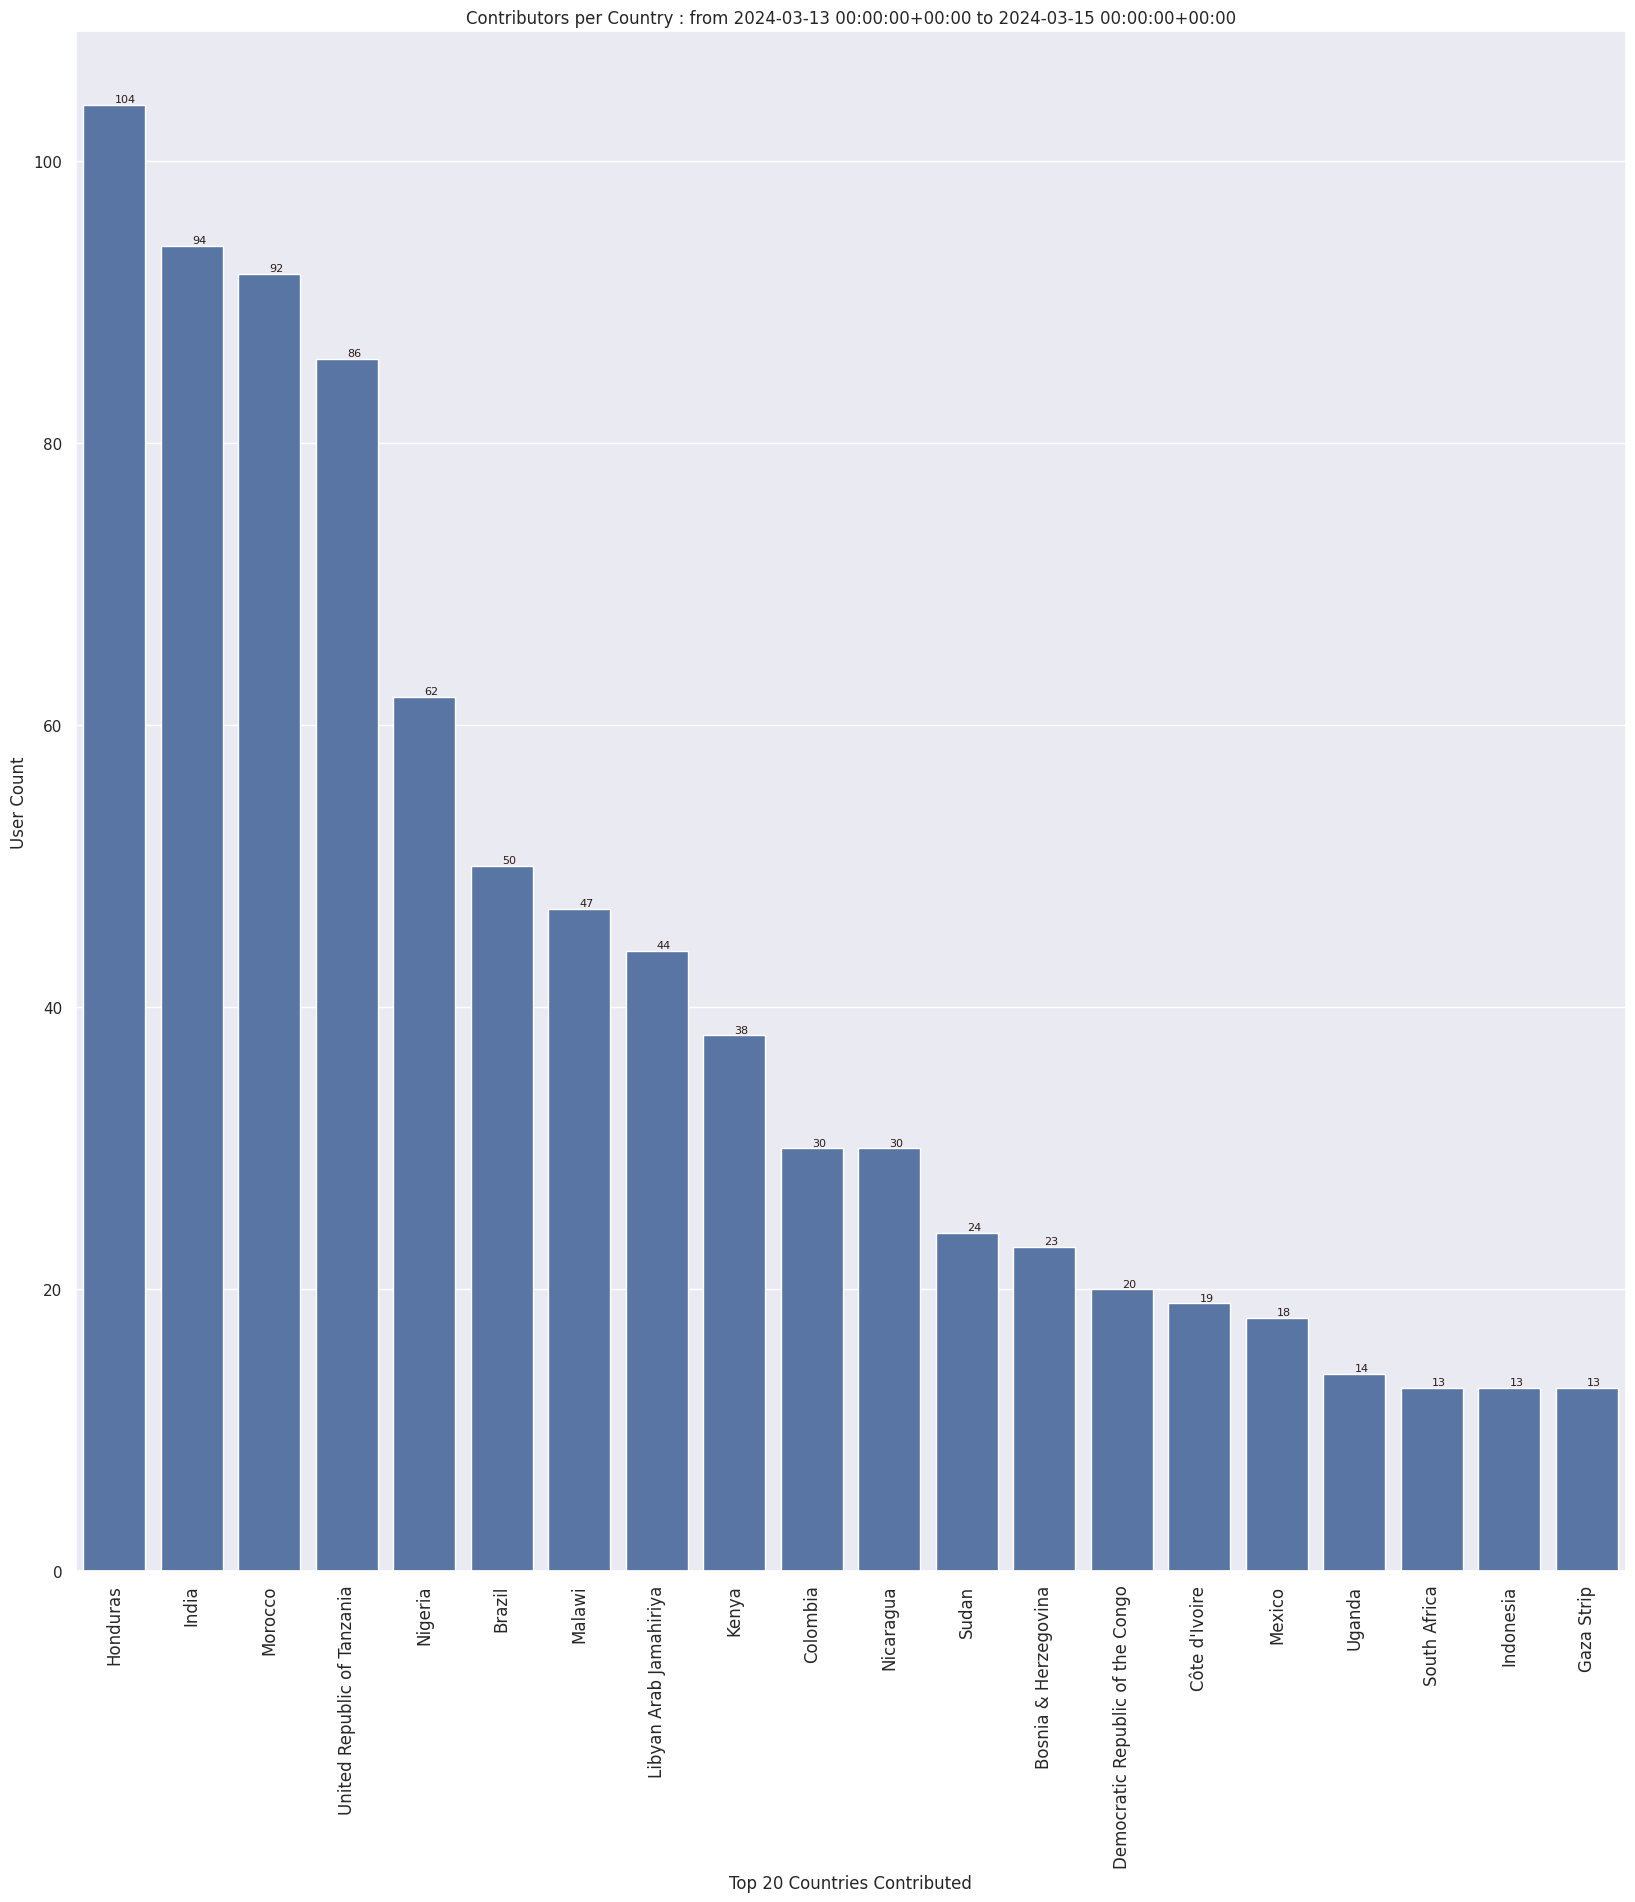 Contributors per Country : from 2024-03-13 00:00:00+00:00 to 2024-03-15 00:00:00+00:00
User Count
100
80
60
40
20
0
104
94
92
86
62
50
47
44
38
30
30
24
23
20
19
18
14
13
13
13
Honduras
India
Morocco
United Republic of Tanzania
Nigeria
Brazil
Malawi
Libyan Arab Jamahiriya
Kenya
Colombia
Nicaragua
Sudan
Bosnia & Herzegovina
Democratic Republic of the Congo
Côte d'Ivoire
Mexico
Uganda
South Africa
Indonesia
Gaza Strip
Top 20 Countries Contributed